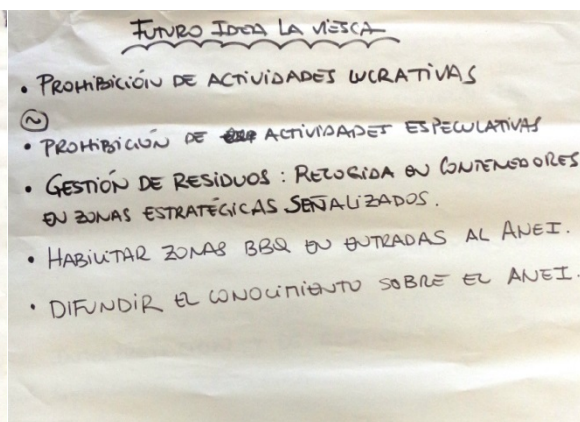 FUTURO IDEA LA VIESCA
• PROHIBICIÓN DE ACTIVIDADES LUCRATIVAS
~
• PROHIBICIÓN DE ACTIVIDADES ESPECULATIVAS
• GESTIÓN DE RESIDUOS: RECOGIDA EN CONTENEDORES
EN ZONAS ESTRATÉGICAS SEÑALIZADOS.
• HABILITAR ZONAS BBQ EN ENTRADAS AL ANEI.
• DIFUNDIR EL CONOCIMIENTO SOBRE EL ANEI.